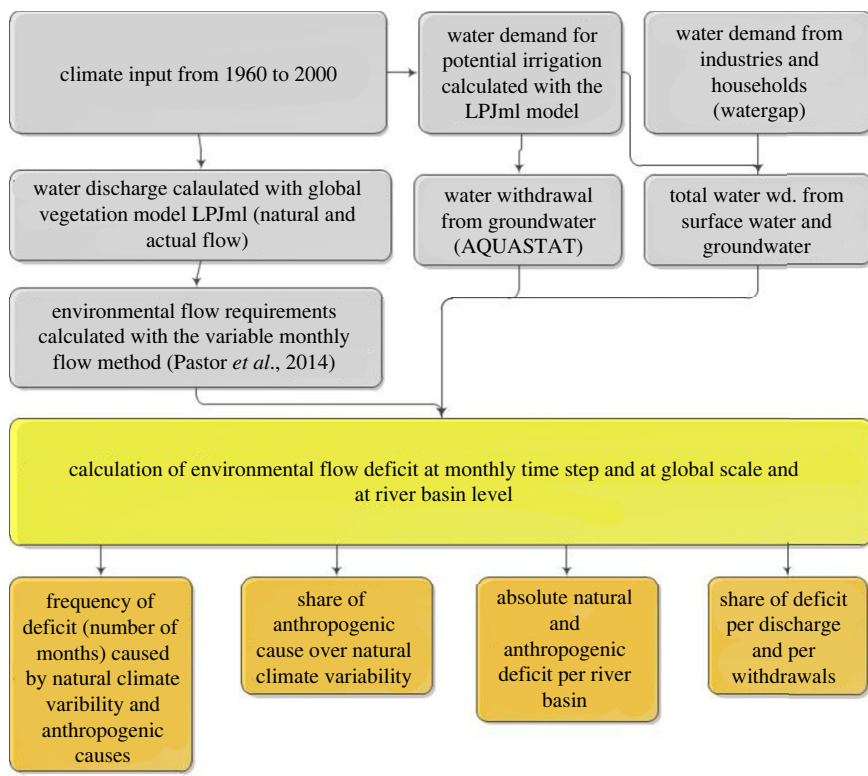 climate input from 1960 to 2000
water demand for
potential irrigation
calculated with the
LPJml model
water demand from
industries and
households
(watergap)
water discharge calaulated with global
vegetation model LPJml (natural and
actual flow)
water withdrawal
from groundwater
(AQUASTAT)
total water wd. from
surface water and
groundwater
environmental flow requirements
calculated with the variable monthly
flow method (Pastor et al., 2014)
calculation of environmental flow deficit at monthly time step and at global scale and
at river basin level
frequency of
deficit (number of
months) caused
by natural climate
varibility and
anthropogenic
causes
share of
anthropogenic
cause over natural
climate variability
absolute natural
and
anthropogenic
deficit per river
basin
share of deficit
per discharge
and per
withdrawals